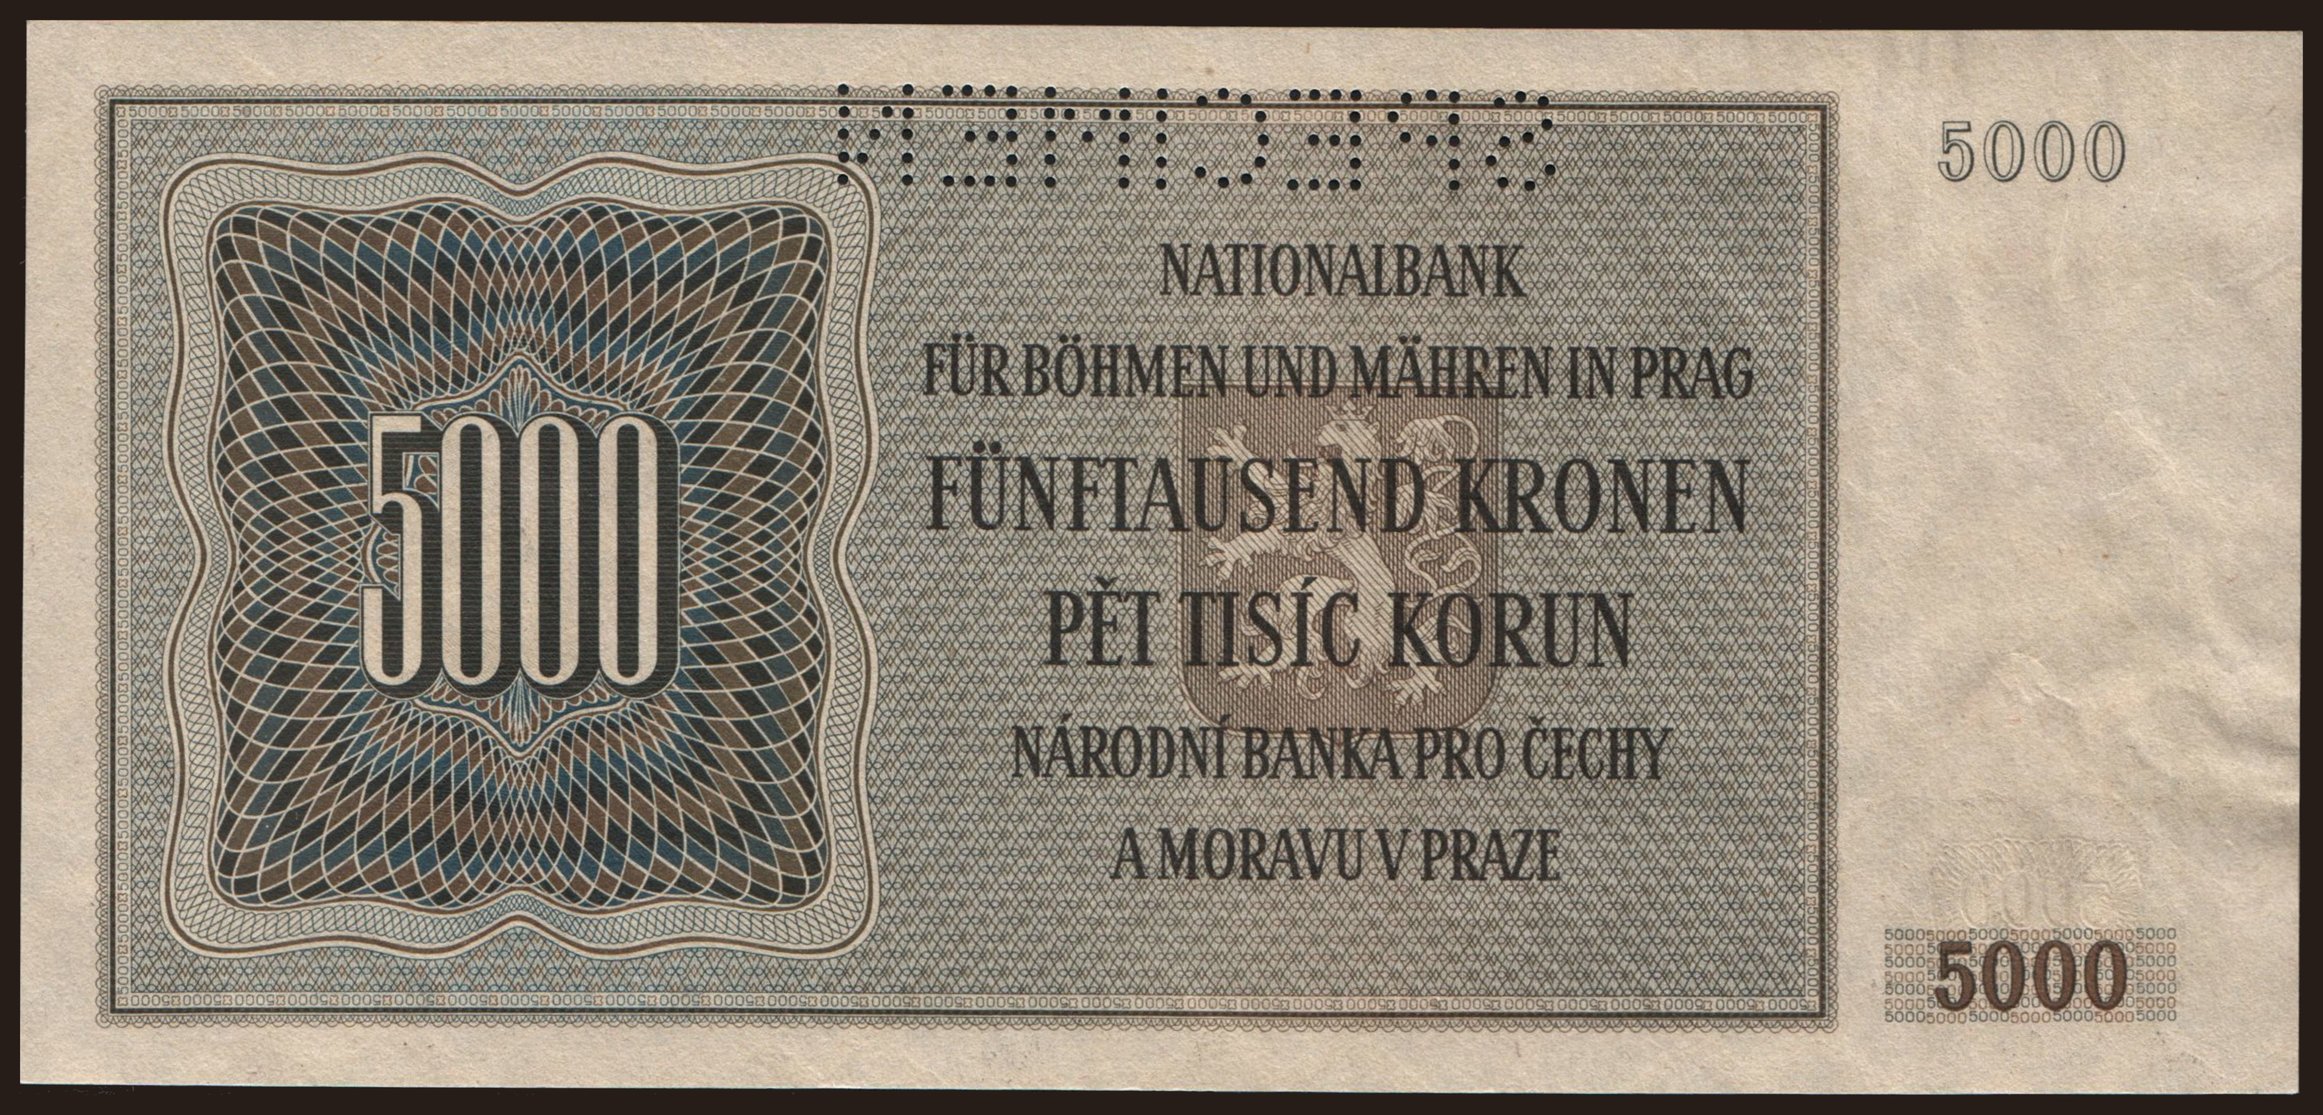 SPECIMEN
5000
NATIONALBANK
FÜR BÖHMEN UND MÄHREN IN PRAG
FÜNFTAUSEND KRONEN
5000
PĚT TISÍC KORUN
NÁRODNÍ BANKA PRO ČECHY
A MORAVU V PRAZE
5000